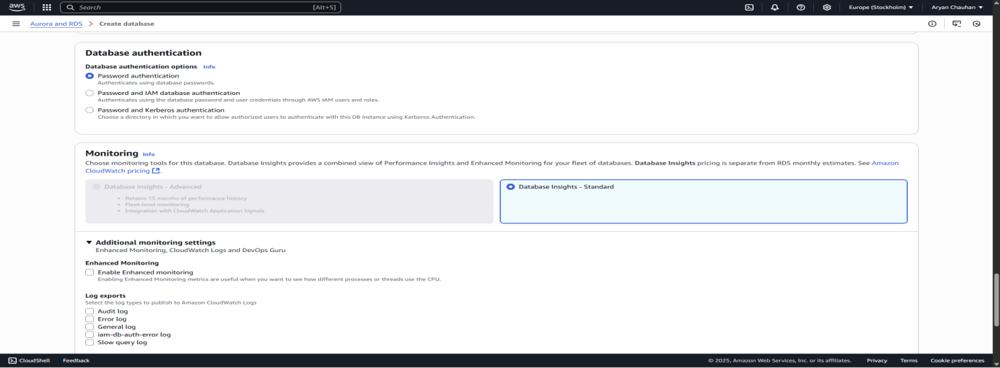 aws
Search [Alt+S] Europe (Stockholm) Aryan Chauhan
Aurora and RDS > Create database
Database authentication
Database authentication options Info
Password authentication
Authenticates using database passwords.
Password and IAM database authentication
Authenticates using the database password and user credentials through AWS IAM users and roles.
Password and Kerberos authentication
Choose a directory in which you want to allow authorized users to authenticate with this DB instance using Kerberos Authentication.
Monitoring Info
Choose monitoring tools for this database. Database Insights provides a combined view of Performance Insights and Enhanced Monitoring for your fleet of databases. Database Insights pricing is separate from RDS monthly estimates. See Amazon
CloudWatch pricing.
Database Insights - Advanced
• Retains 15 months of performance history
• Fleet-level monitoring
• Integration with CloudWatch Application Signals
Database Insights - Standard
Additional monitoring settings
Enhanced Monitoring, CloudWatch Logs and DevOps Guru
Enhanced Monitoring
Enable Enhanced monitoring
Enabling Enhanced Monitoring metrics are useful when you want to see how different processes or threads use the CPU.
Log exports
Select the log types to publish to Amazon CloudWatch Logs
Audit log
Error log
General log
iam-db-auth-error log
Slow query log
CloudShell Feedback © 2025, Amazon Web Services, Inc. or its affiliates. Privacy Terms Cookie preferences